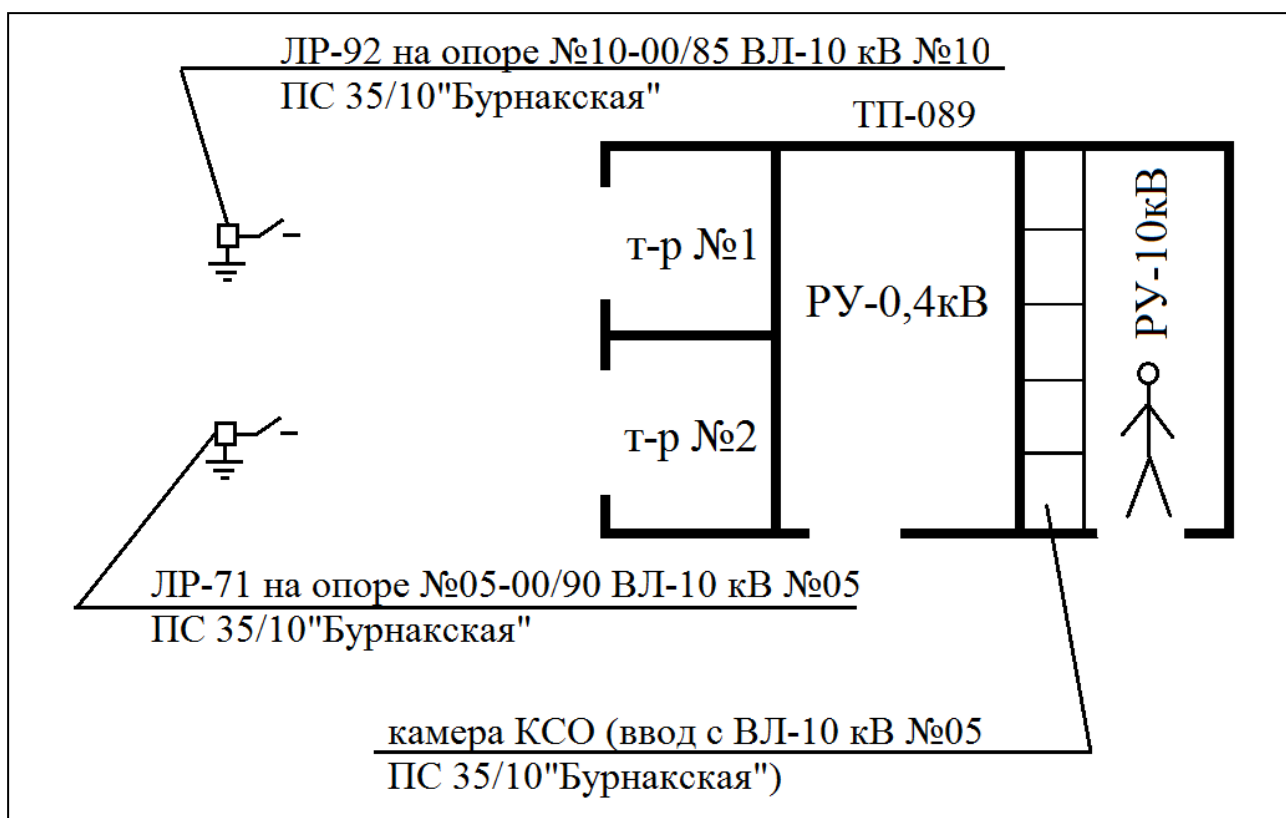 ЛР-92 на опоре №10-00/85 ВЛ-10 кВ №10
ПС 35/10"Бурнакская"
ТП-089
т-р №1
РУ-0,4кВ
РУ-10кВ
т-р №2
ЛР-71 на опоре №05-00/90 ВЛ-10 кВ №05
ПС 35/10"Бурнакская"
камера КСО (ввод с ВЛ-10 кВ №05
ПС 35/10"Бурнакская")